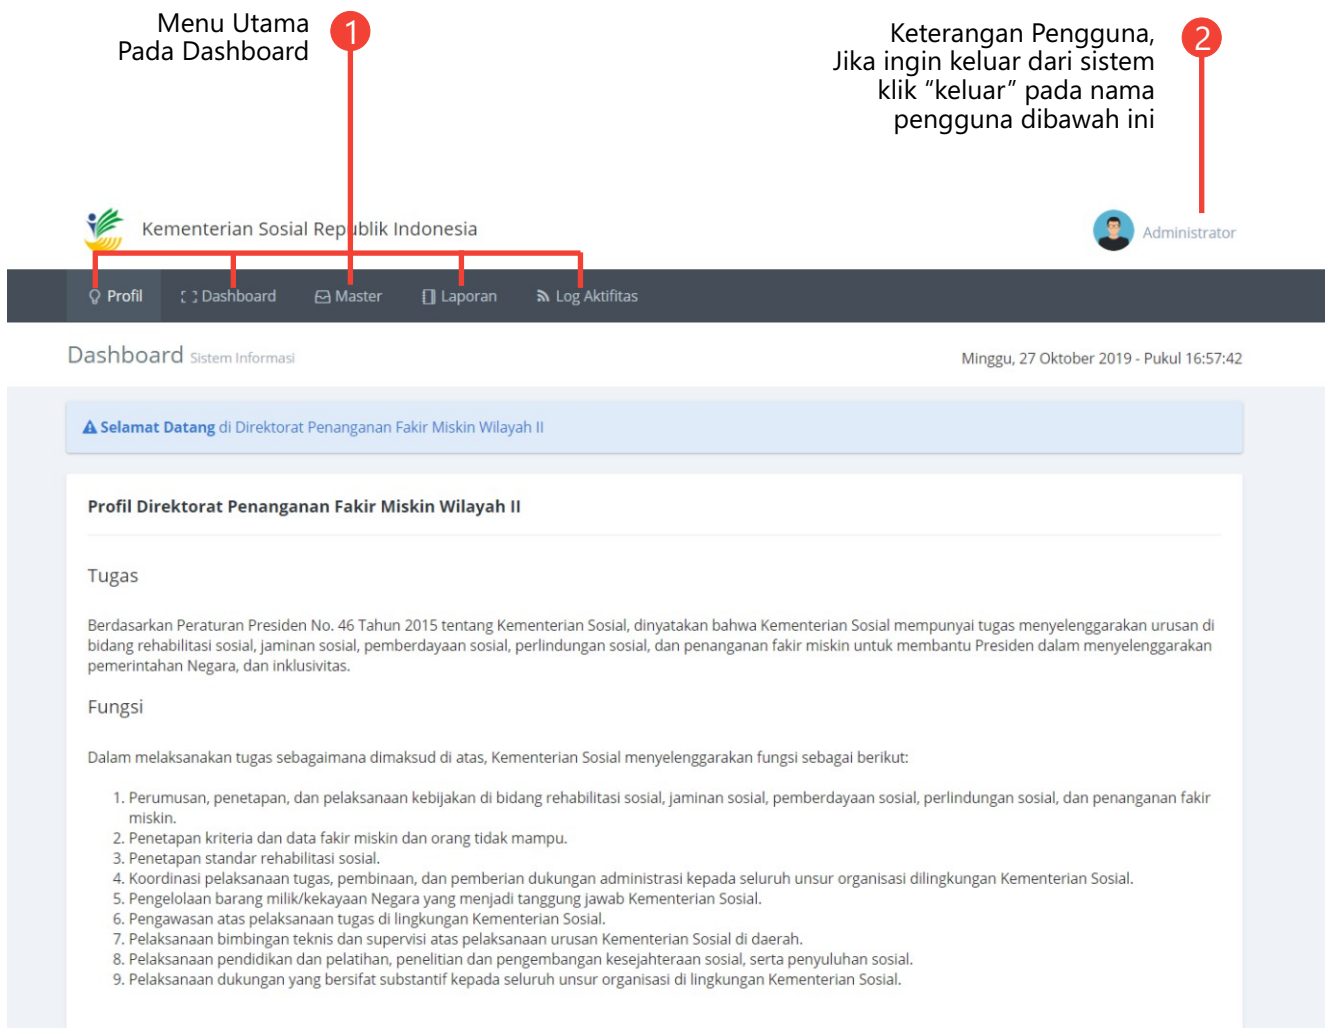 Menu Utama
Pada Dashboard
1
Keterangan Pengguna,
Jika ingin keluar dari sistem
klik “keluar” pada nama
pengguna dibawah ini
2
Kementerian Sosial Republik Indonesia
Administrator
Profil Dashboard Master Laporan Log Aktifitas
Dashboard Sistem Informasi
Minggu, 27 Oktober 2019 - Pukul 16:57:42
Selamat Datang di Direktorat Penanganan Fakir Miskin Wilayah II
Profil Direktorat Penanganan Fakir Miskin Wilayah II
Tugas
Berdasarkan Peraturan Presiden No. 46 Tahun 2015 tentang Kementerian Sosial, dinyatakan bahwa Kementerian Sosial mempunyai tugas menyelenggarakan urusan di
bidang rehabilitasi sosial, jaminan sosial, pemberdayaan sosial, perlindungan sosial, dan penanganan fakir miskin untuk membantu Presiden dalam menyelenggarakan
pemerintahan Negara, dan inklusivitas.
Fungsi
Dalam melaksanakan tugas sebagaimana dimaksud di atas, Kementerian Sosial menyelenggarakan fungsi sebagai berikut:
1. Perumusan, penetapan, dan pelaksanaan kebijakan di bidang rehabilitasi sosial, jaminan sosial, pemberdayaan sosial, perlindungan sosial, dan penanganan fakir
miskin.
2. Penetapan kriteria dan data fakir miskin dan orang tidak mampu.
3. Penetapan standar rehabilitasi sosial.
4. Koordinasi pelaksanaan tugas, pembinaan, dan pemberian dukungan administrasi kepada seluruh unsur organisasi dilingkungan Kementerian Sosial.
5. Pengelolaan barang milik/kekayaan Negara yang menjadi tanggung jawab Kementerian Sosial.
6. Pengawasan atas pelaksanaan tugas di lingkungan Kementerian Sosial.
7. Pelaksanaan bimbingan teknis dan supervisi atas pelaksanaan urusan Kementerian Sosial di daerah.
8. Pelaksanaan pendidikan dan pelatihan, penelitian dan pengembangan kesejahteraan sosial, serta penyuluhan sosial.
9. Pelaksanaan dukungan yang bersifat substantif kepada seluruh unsur organisasi di lingkungan Kementerian Sosial.